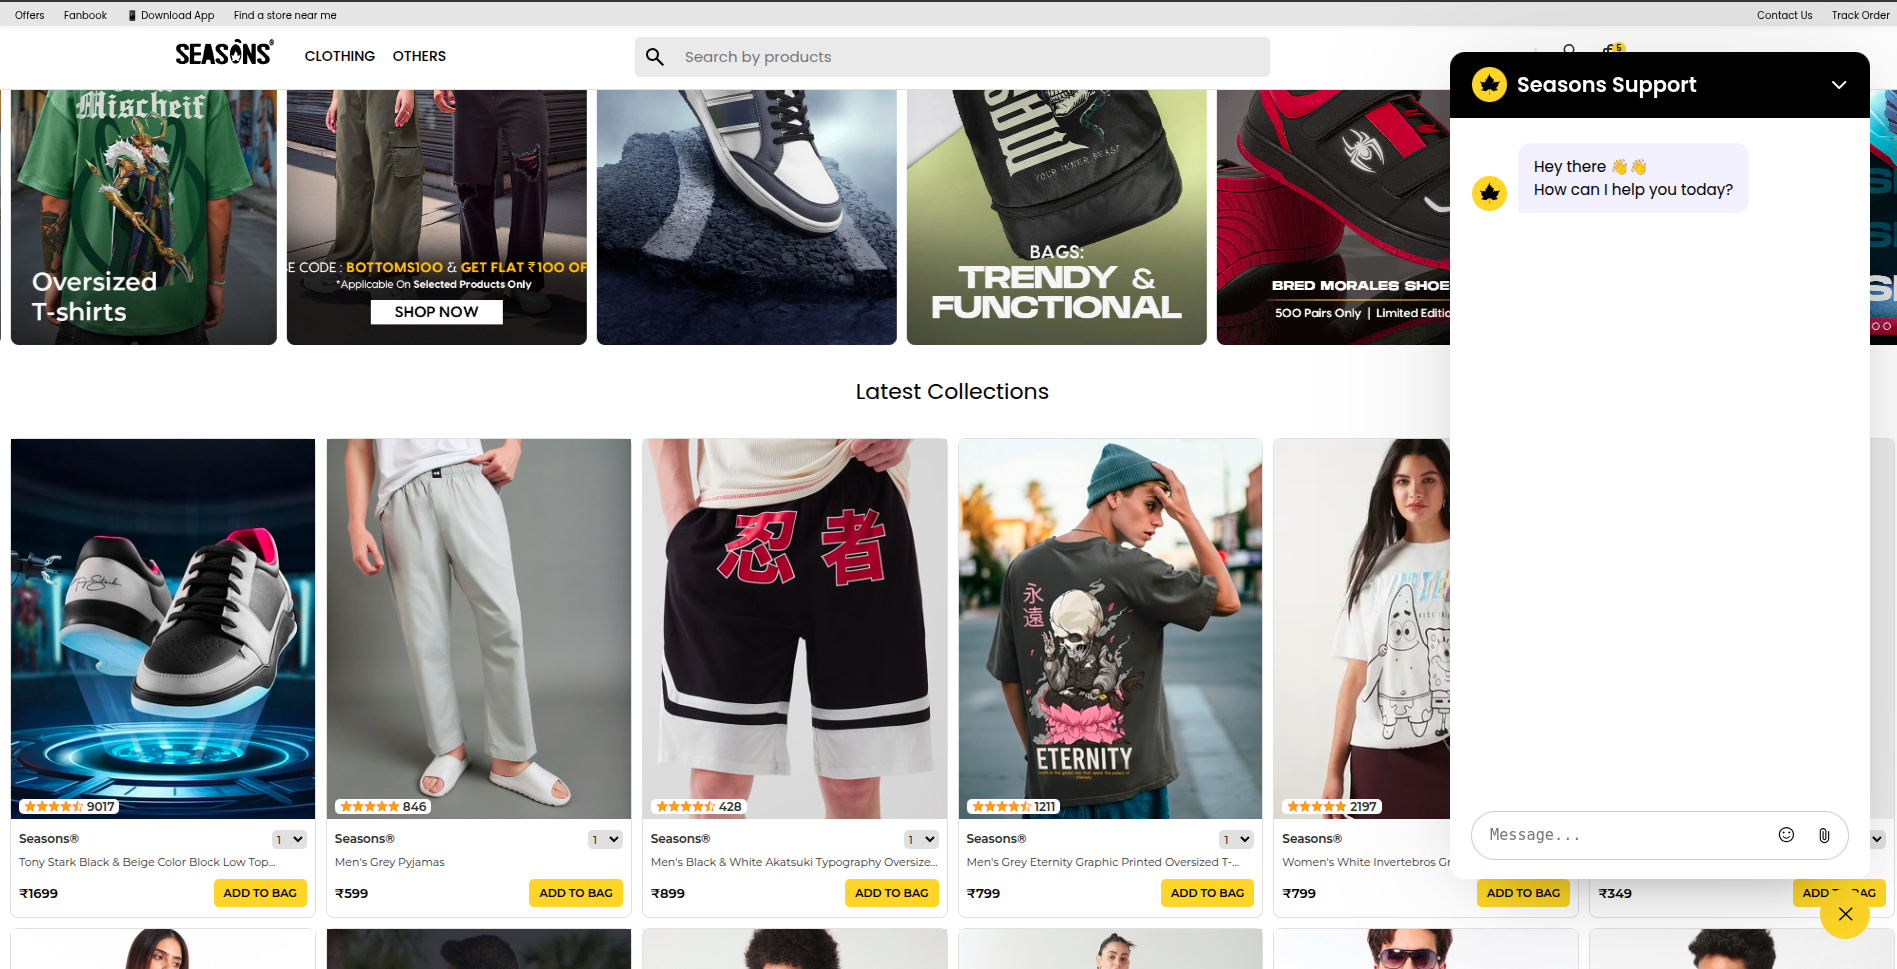 Offers Fanbook Download App Find a store near me Contact Us Track Order
SEASONS® CLOTHING OTHERS Search by products 5
Seasons Support
Hey there 👋👋
How can I help you today?
Message...
Mischeif
Oversized
T-shirts
E CODE : BOTTOMS100 & GET FLAT ₹100 OF
*Applicable On Selected Products Only
SHOP NOW
YOUR INNER BEAST
BAGS:
TRENDY &
FUNCTIONAL
BRED MORALES SHOE
500 Pairs Only | Limited Editio
Latest Collections
忍者
永遠
ETERNITY
9017
846
428
1211
2197
Seasons® 1
Tony Stark Black & Beige Color Block Low Top...
₹1699 ADD TO BAG
Seasons® 1
Men's Grey Pyjamas
₹599 ADD TO BAG
Seasons® 1
Men's Black & White Akatsuki Typography Oversize...
₹899 ADD TO BAG
Seasons® 1
Men's Grey Eternity Graphic Printed Oversized T-...
₹799 ADD TO BAG
Seasons®
Women's White Invertebros Gr
₹799 ADD TO BAG
₹349 ADD TO BAG